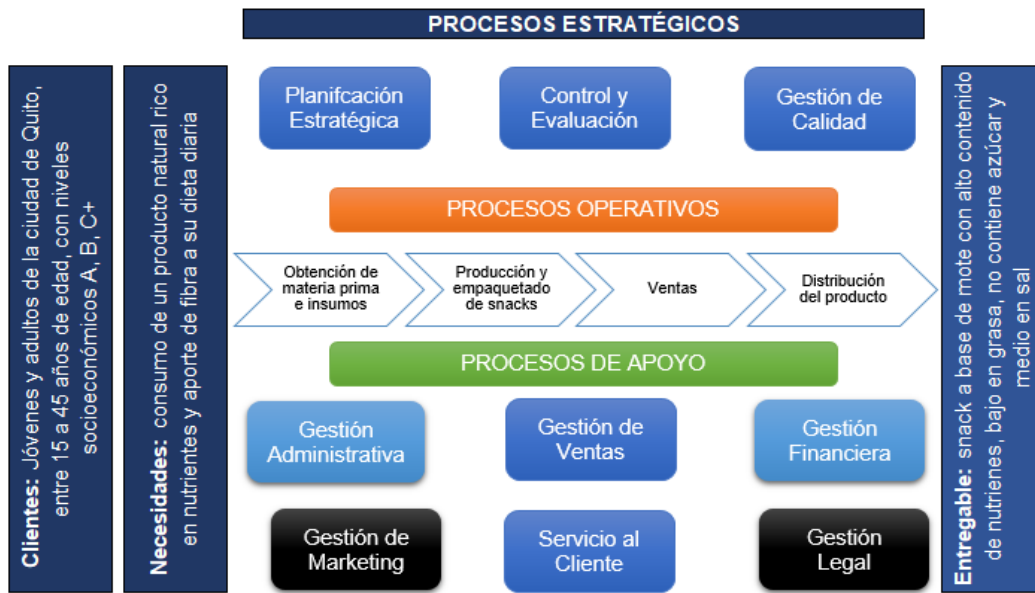 PROCESOS ESTRATÉGICOS
Clientes: Jóvenes y adultos de la ciudad de Quito,
entre 15 a 45 años de edad, con niveles
socioeconómicos A, B, C+
Necesidades: consumo de un producto natural rico
en nutrientes y aporte de fibra a su dieta diaria
Planifcación
Estratégica
Control y
Evaluación
Gestión de
Calidad
PROCESOS OPERATIVOS
Obtención de
materia prima
e insumos
Producción y
empaquetado
de snacks
Ventas
Distribución
del producto
PROCESOS DE APOYO
Gestión
Administrativa
Gestión de
Ventas
Gestión
Financiera
Gestión de
Marketing
Servicio al
Cliente
Gestión
Legal
Entregable: snack a base de mote con alto contenido
de nutrienes, bajo en grasa, no contiene azúcar y
medio en sal